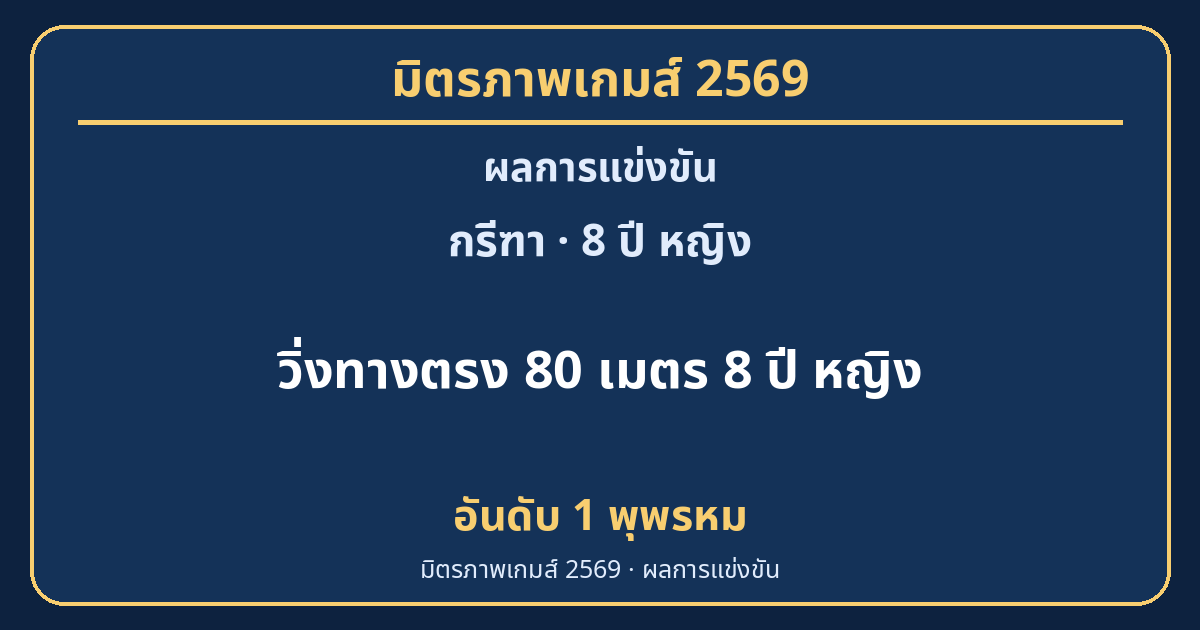 มิตรภาพเกมส์ 2569
ผลการแข่งขัน
กรีฑา · 8 ปี หญิง
วิ่งทางตรง 80 เมตร 8 ปี หญิง
อันดับ 1 พุพรหม
มิตรภาพเกมส์ 2569 · ผลการแข่งขัน